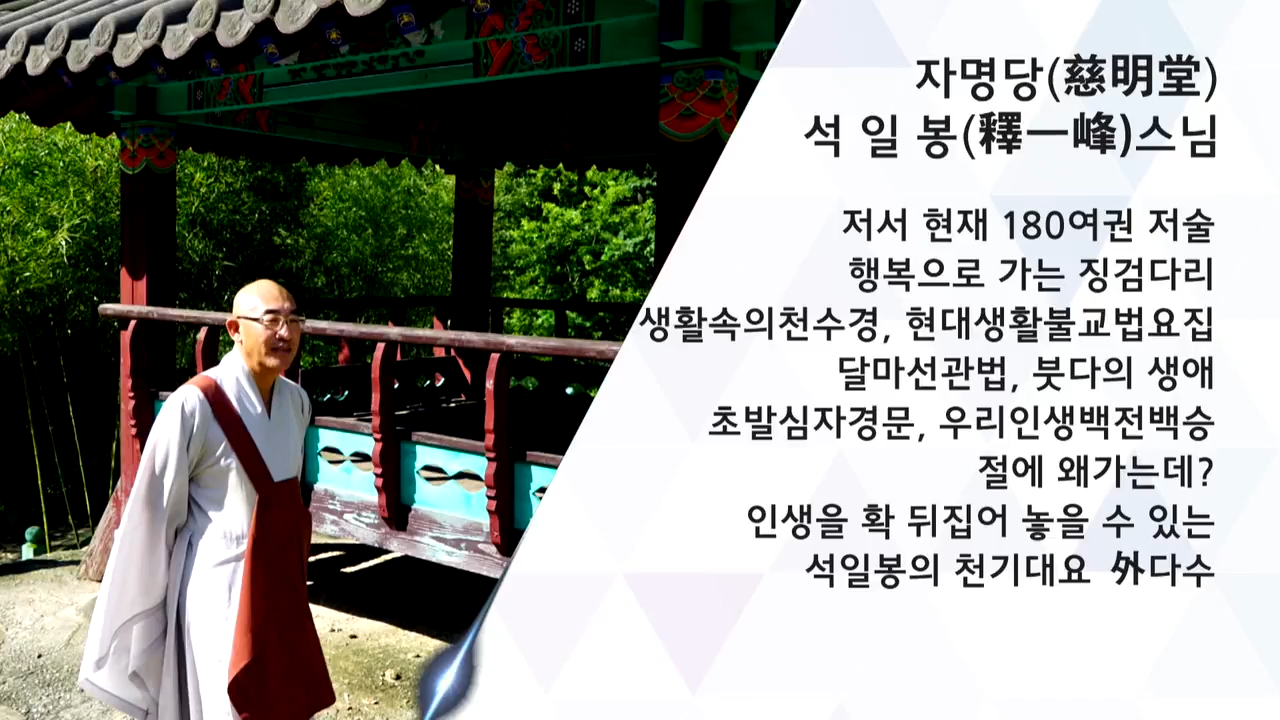 자명당(慈明堂)
석 일 봉(釋一峰)스님
저서 현재 180여권 저술
행복으로 가는 징검다리
생활속의천수경, 현대생활불교법요집
달마선관법, 붓다의 생애
초발심자경문, 우리인생백전백승
절에 왜가는데?
인생을 확 뒤집어 놓을 수 있는
석일봉의 천기대요 外다수